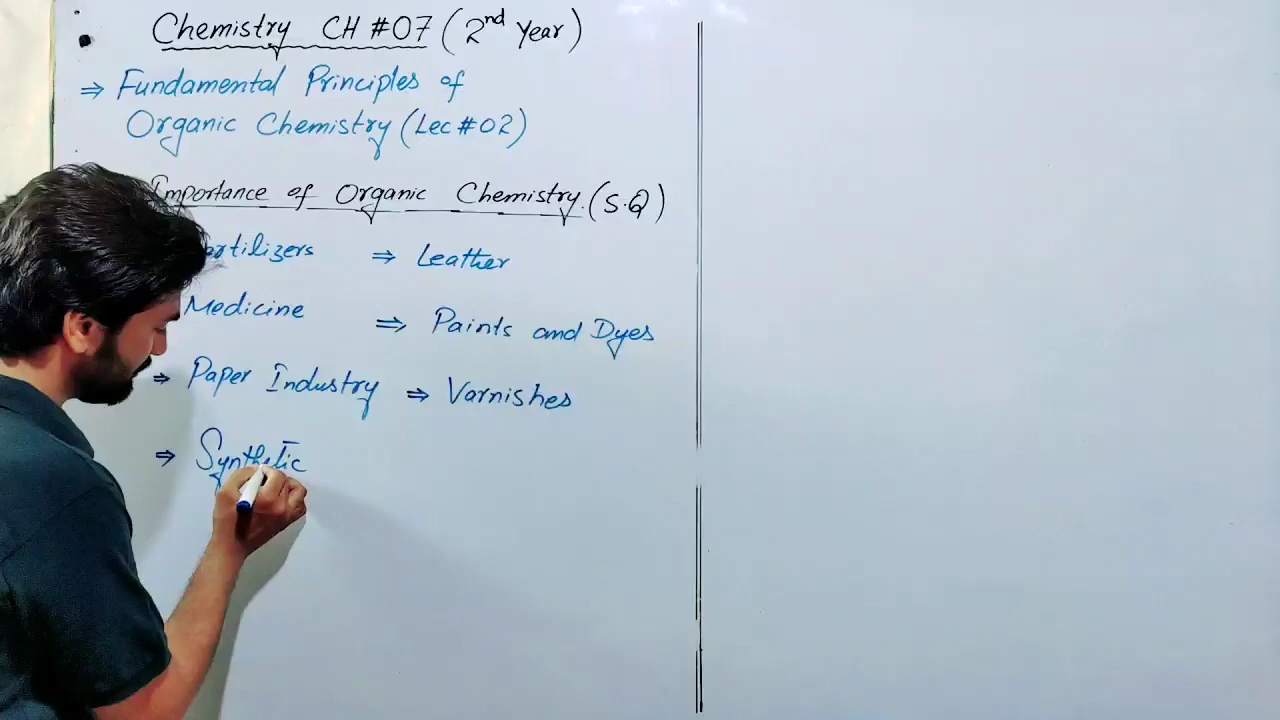 Chemistry CH #07 (2nd Year)
⇒ Fundamental Principles of
Organic Chemistry (Lec #02)
Importance of Organic Chemistry. (S.Q)
Fertilizers ⇒ Leather
Medicine ⇒ Paints and Dyes
⇒ Paper Industry ⇒ Varnishes
⇒ Synthetic